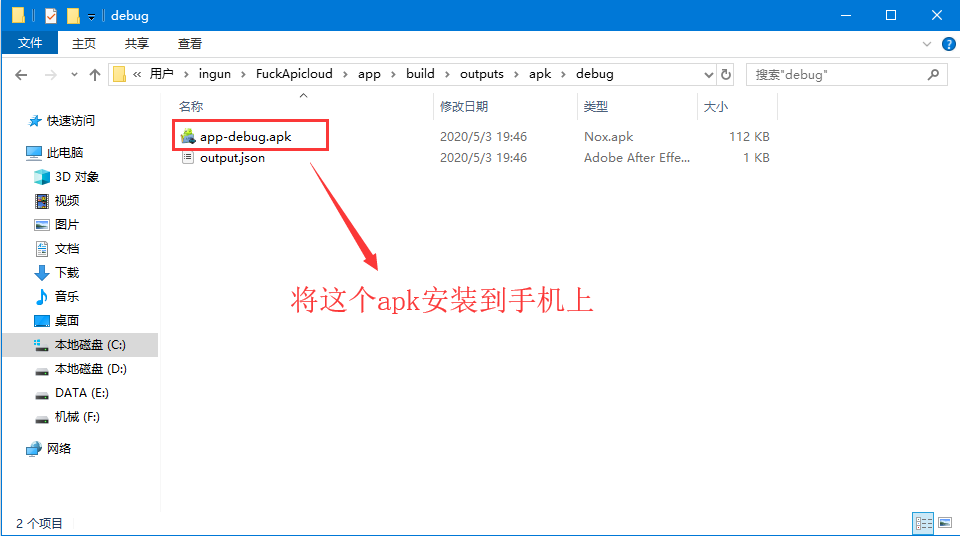 debug
文件 主页 共享 查看
« 用户 › ingun › FuckApicloud › app › build › outputs › apk › debug
搜索"debug"
名称 修改日期 类型 大小
app-debug.apk 2020/5/3 19:46 Nox.apk 112 KB
output.json 2020/5/3 19:46 Adobe After Effe... 1 KB
将这个apk安装到手机上
快速访问
此电脑
3D 对象
视频
图片
文档
下载
音乐
桌面
本地磁盘 (C:)
本地磁盘 (D:)
DATA (E:)
机械 (F:)
网络
2 个项目